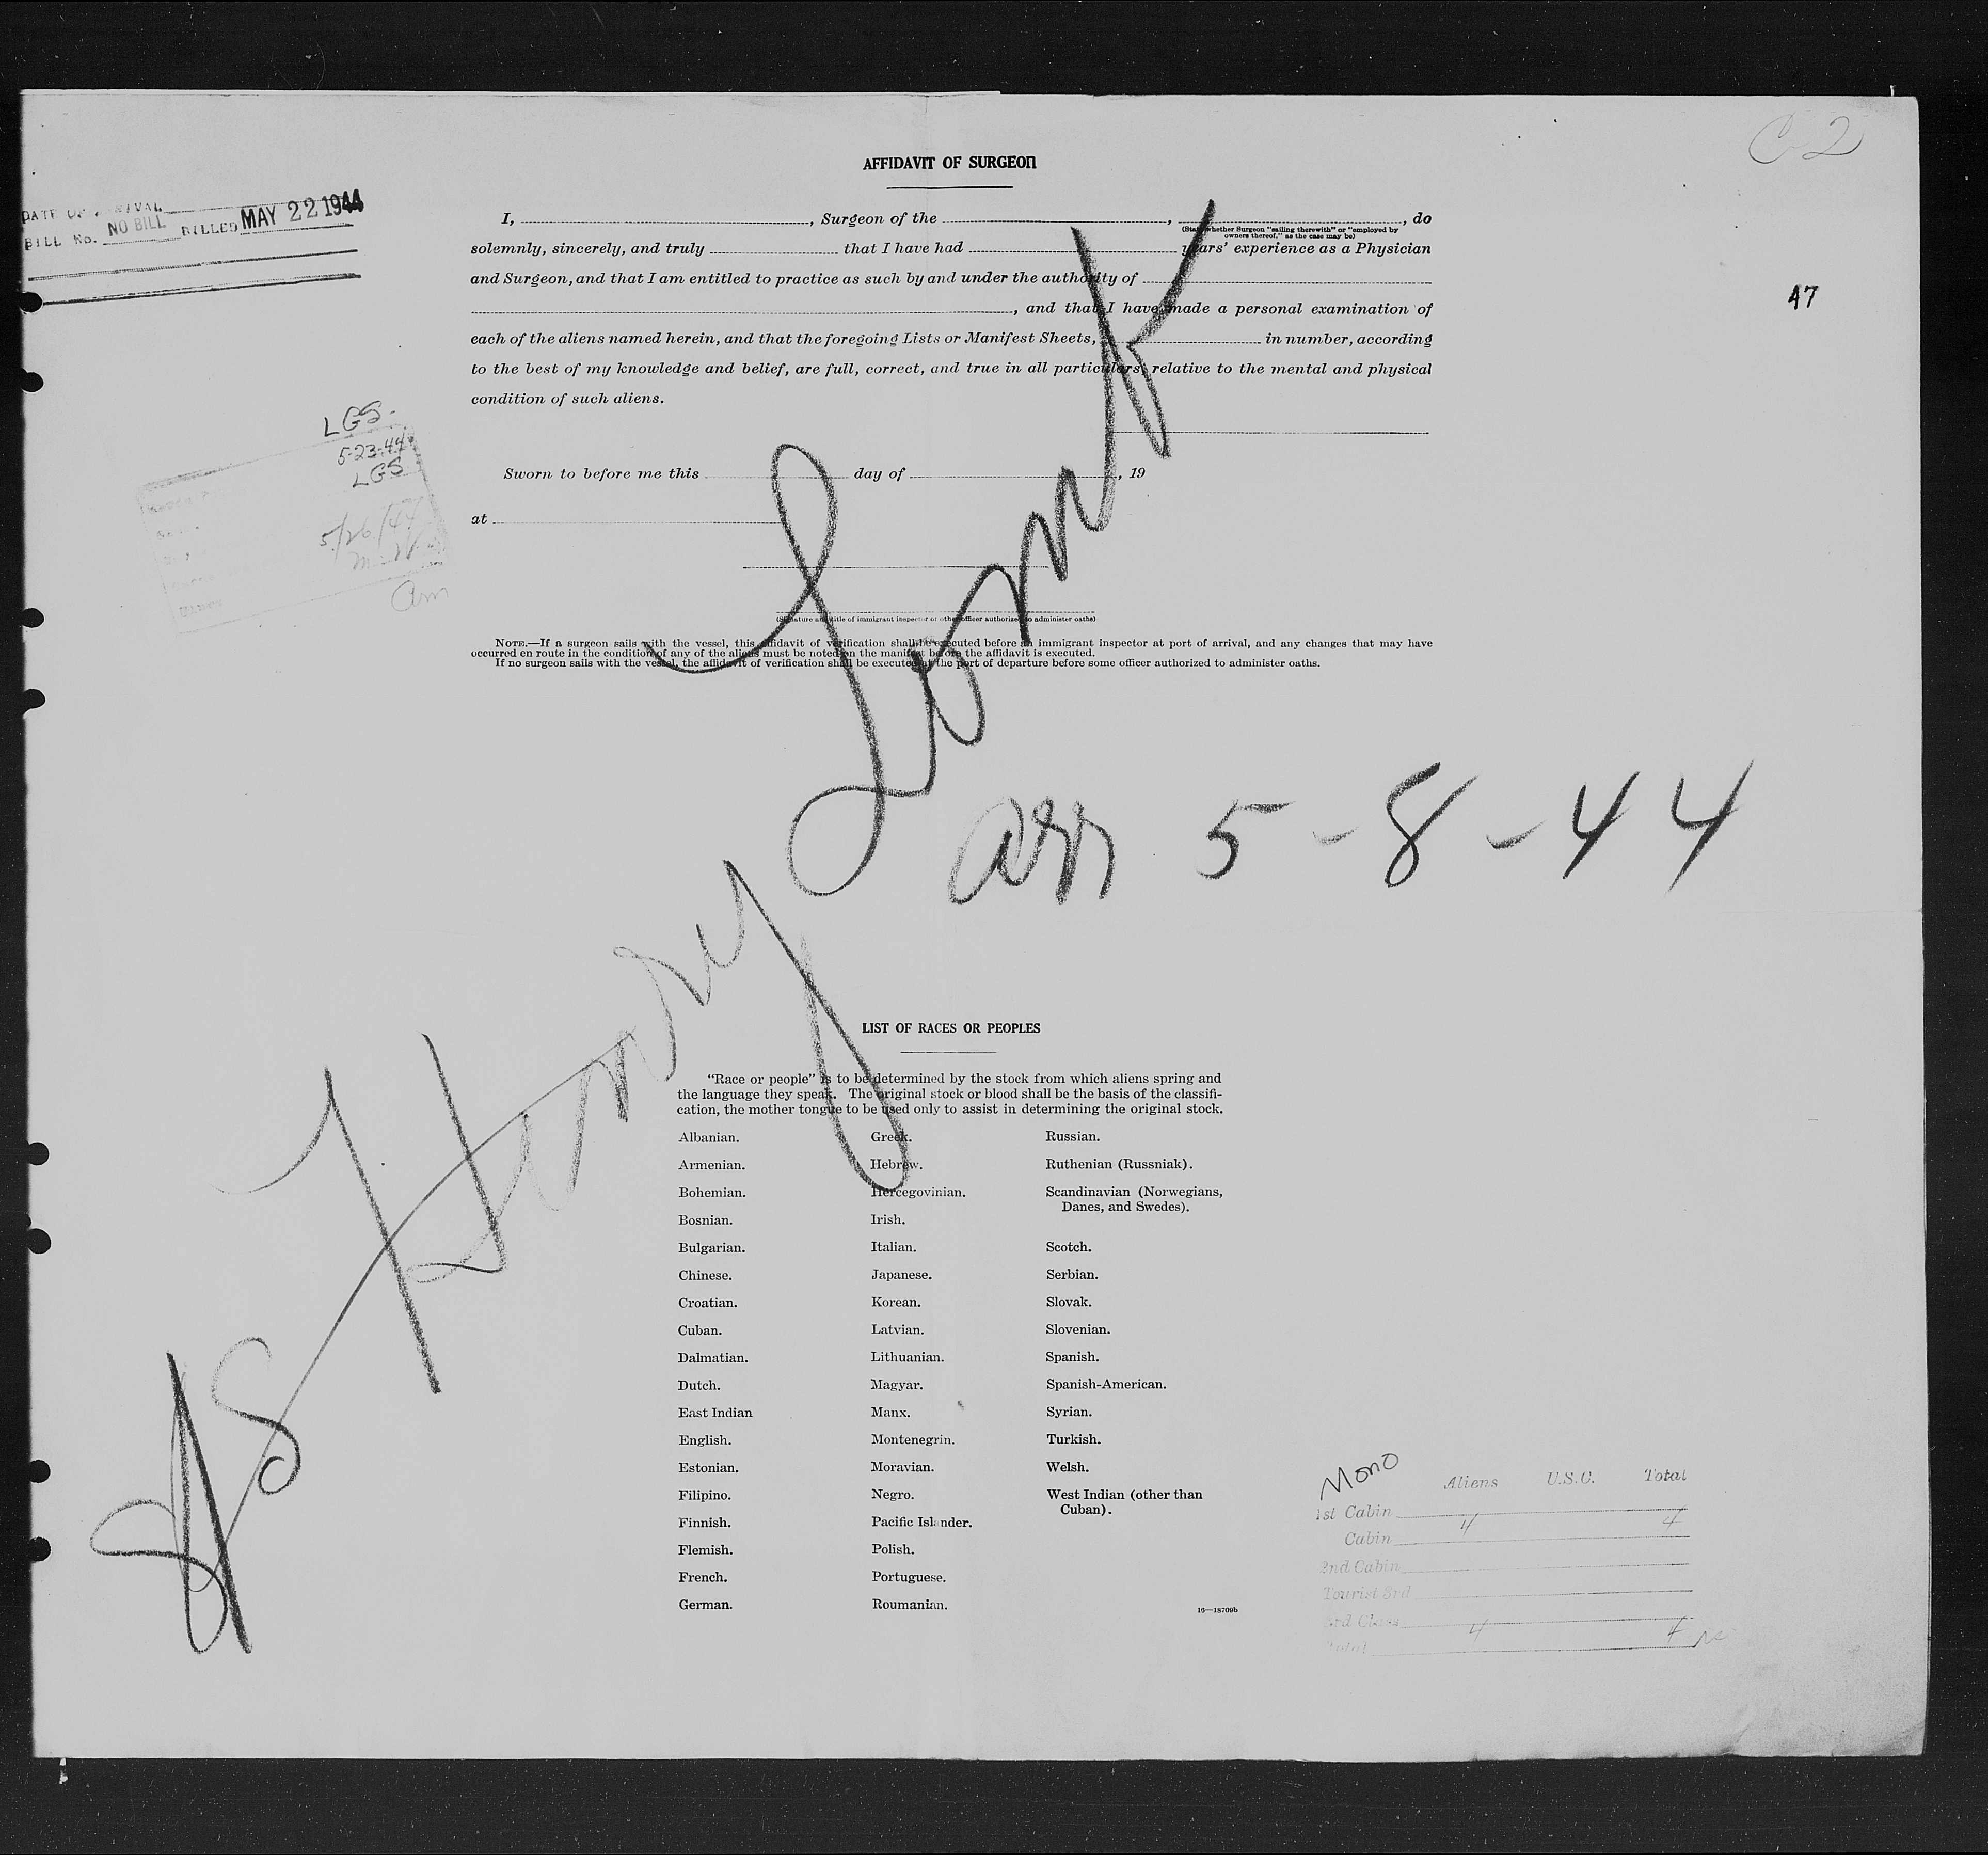 C-2
AFFIDAVIT OF SURGEON
DATE OF ARRIVAL
BILL No. NO BILL BILLED MAY 22 1944
I, , Surgeon of the , , do
(State whether Surgeon "sailing therewith" or "employed by
owners thereof," as the case may be)
solemnly, sincerely, and truly that I have had years' experience as a Physician
and Surgeon, and that I am entitled to practice as such by and under the authority of
47
, and that I have made a personal examination of
each of the aliens named herein, and that the foregoing Lists or Manifest Sheets, in number, according
to the best of my knowledge and belief, are full, correct, and true in all particulars, relative to the mental and physical
condition of such aliens.
LGS.
5-23-44
LGS
5/26/44
am
Sworn to before me this day of , 19
at
(Signature and title of immigrant inspector or other officer authorized to administer oaths)
NOTE.—If a surgeon sails with the vessel, this affidavit of verification shall be executed before an immigrant inspector at port of arrival, and any changes that may have
occurred en route in the condition of any of the aliens must be noted on the manifest before the affidavit is executed.
If no surgeon sails with the vessel, the affidavit of verification shall be executed at the port of departure before some officer authorized to administer oaths.
SS Henry Lomb
arr 5-8-44
LIST OF RACES OR PEOPLES
"Race or people" is to be determined by the stock from which aliens spring and
the language they speak. The original stock or blood shall be the basis of the classifi-
cation, the mother tongue to be used only to assist in determining the original stock.
Albanian.
Armenian.
Bohemian.
Bosnian.
Bulgarian.
Chinese.
Croatian.
Cuban.
Dalmatian.
Dutch.
East Indian
English.
Estonian.
Filipino.
Finnish.
Flemish.
French.
German.
Greek.
Hebrew.
Hercegovinian.
Irish.
Italian.
Japanese.
Korean.
Latvian.
Lithuanian.
Magyar.
Manx.
Montenegrin.
Moravian.
Negro.
Pacific Islander.
Polish.
Portuguese.
Roumanian.
Russian.
Ruthenian (Russniak).
Scandinavian (Norwegians,
Danes, and Swedes).
Scotch.
Serbian.
Slovak.
Slovenian.
Spanish.
Spanish-American.
Syrian.
Turkish.
Welsh.
West Indian (other than
Cuban).
16—18709b
Mono
Aliens U.S.C. Total
1st Cabin
Cabin 4 4
2nd Cabin
Tourist 3rd
3rd Class
Total 4 4